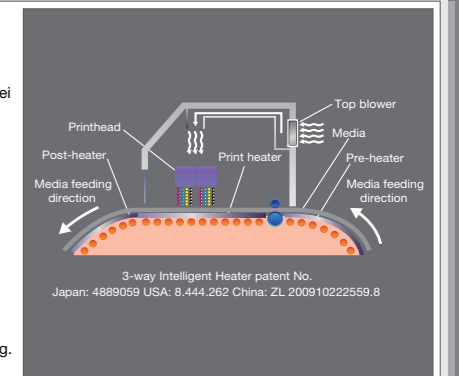 ei
Top blower
Printhead
Media
Post-heater
Print heater
Pre-heater
Media feeding
direction
Media feeding
direction
3-way Intelligent Heater patent No.
Japan: 4889059 USA: 8.444.262 China: ZL 200910222559.8
g.